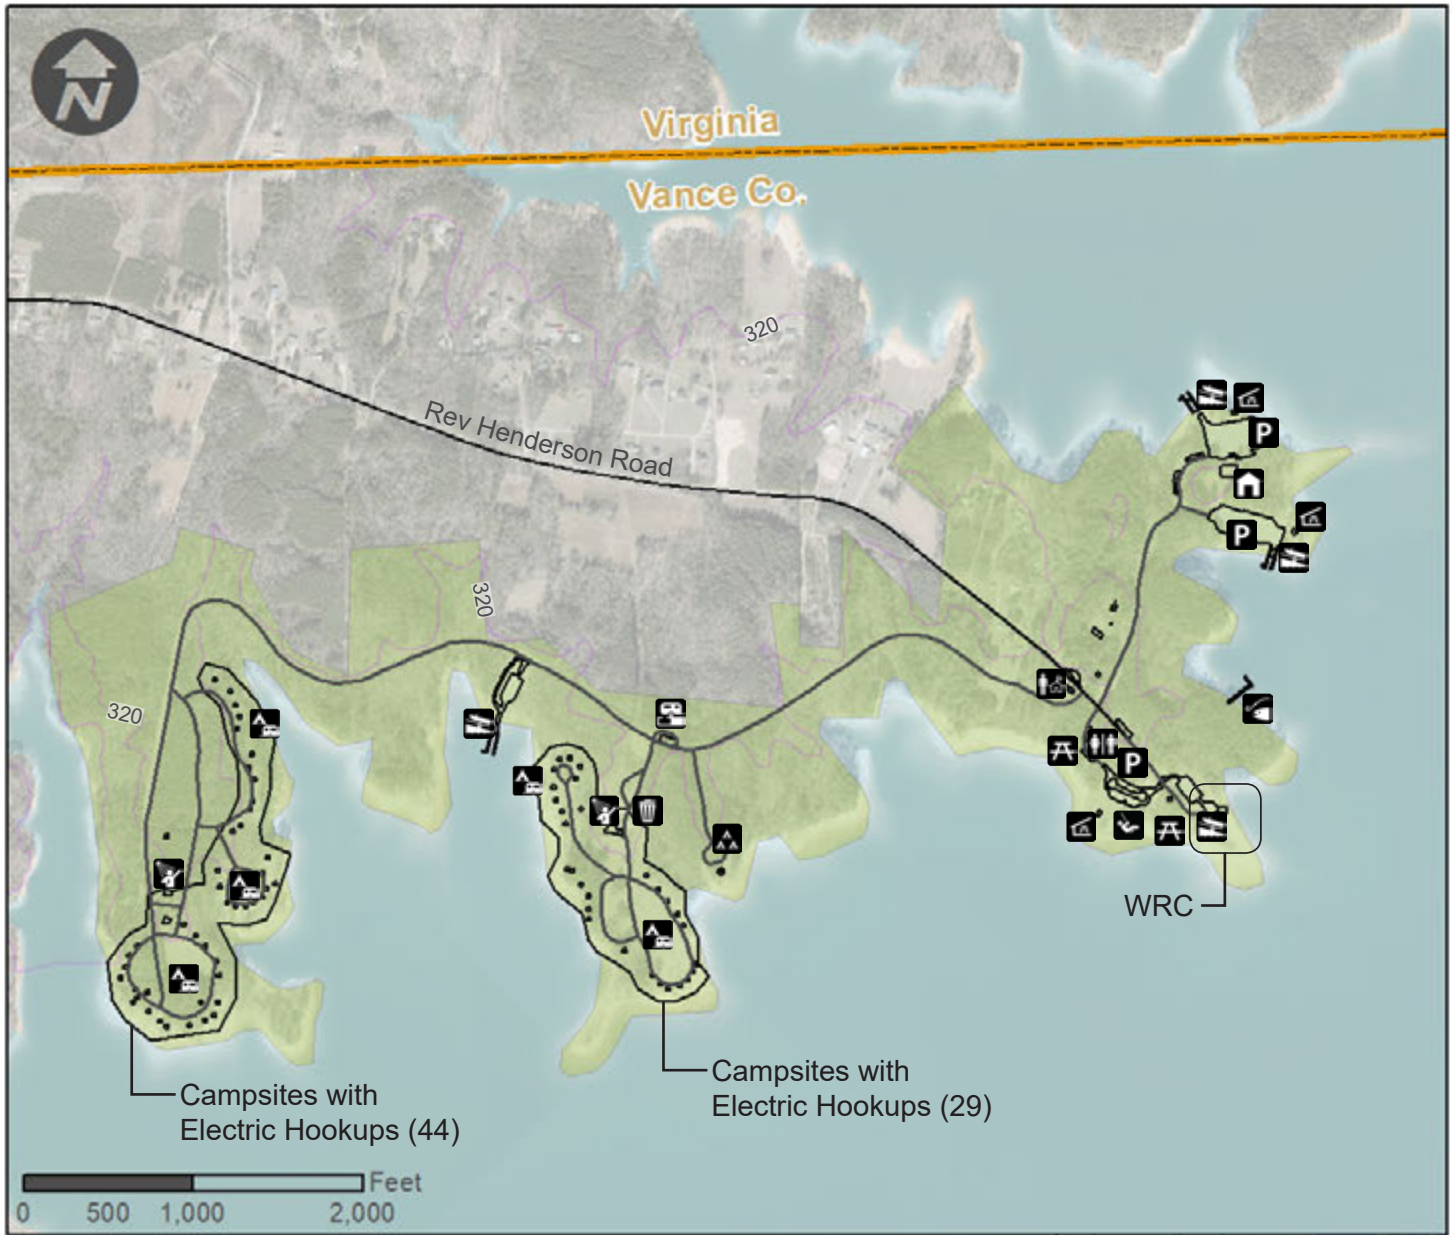 N
Virginia
Vance Co.
320
Rev Henderson Road
P
P
320
320
P
WRC
Campsites with
Electric Hookups (29)
Campsites with
Electric Hookups (44)
Feet
0 500 1,000 2,000